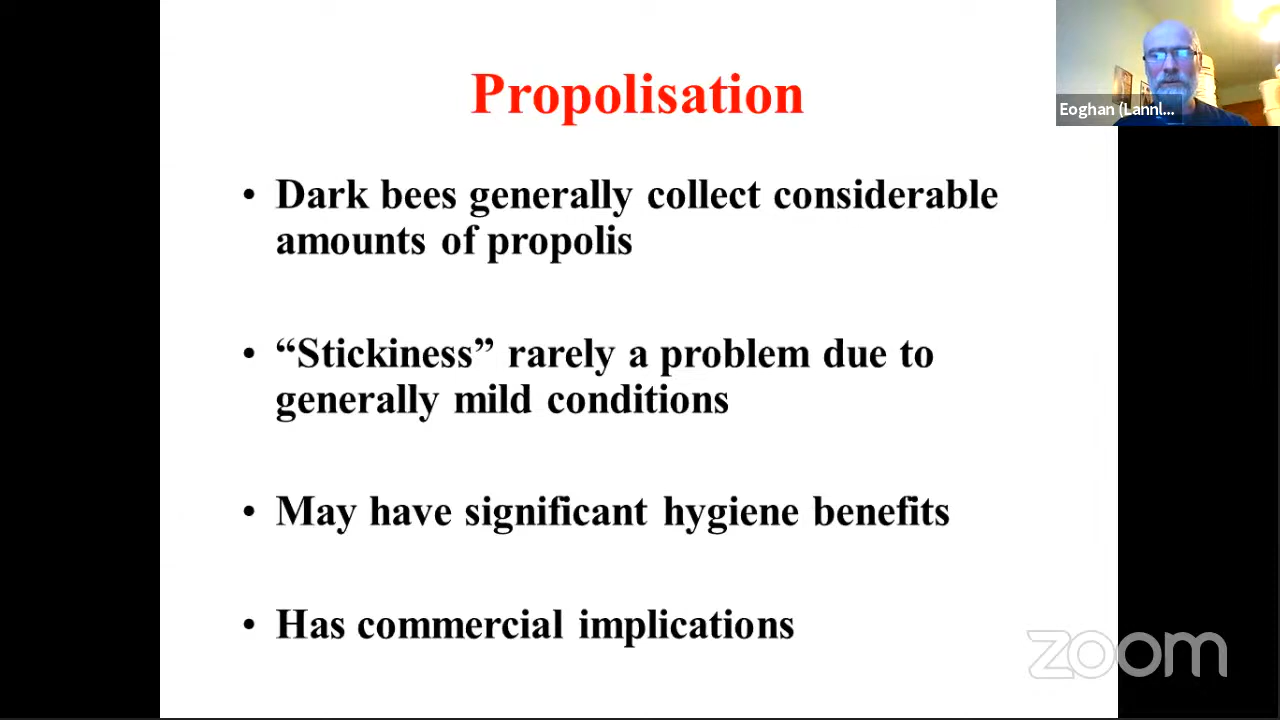 Propolisation
Eoghan (Lannl...
• Dark bees generally collect considerable
amounts of propolis
• “Stickiness” rarely a problem due to
generally mild conditions
• May have significant hygiene benefits
• Has commercial implications
zoom